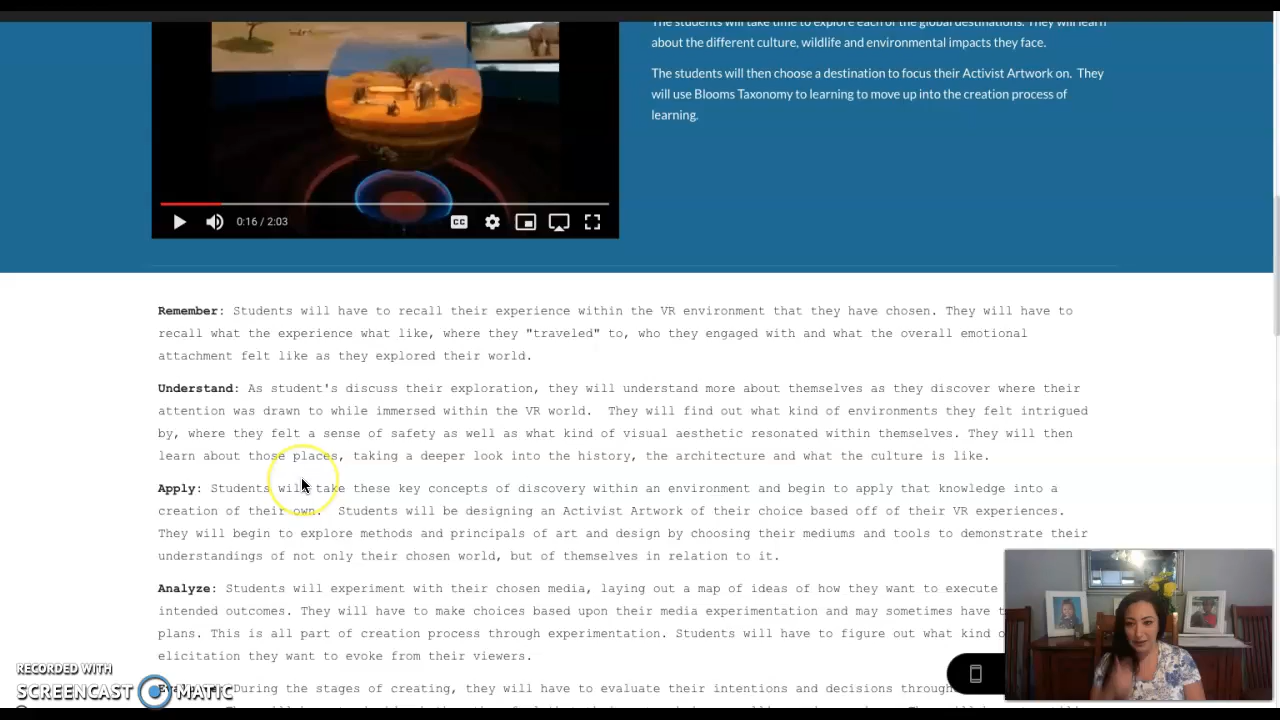 The students will take time to explore each of the global destinations. They will learn
about the different culture, wildlife and environmental impacts they face.
The students will then choose a destination to focus their Activist Artwork on. They
will use Blooms Taxonomy to learning to move up into the creation process of
learning.
0:16 / 2:03
CC
Remember: Students will have to recall their experience within the VR environment that they have chosen. They will have to
recall what the experience what like, where they "traveled" to, who they engaged with and what the overall emotional
attachment felt like as they explored their world.
Understand: As student's discuss their exploration, they will understand more about themselves as they discover where their
attention was drawn to while immersed within the VR world. They will find out what kind of environments they felt intrigued
by, where they felt a sense of safety as well as what kind of visual aesthetic resonated within themselves. They will then
learn about those places, taking a deeper look into the history, the architecture and what the culture is like.
Apply: Students will take these key concepts of discovery within an environment and begin to apply that knowledge into a
creation of their own. Students will be designing an Activist Artwork of their choice based off of their VR experiences.
They will begin to explore methods and principals of art and design by choosing their mediums and tools to demonstrate their
understandings of not only their chosen world, but of themselves in relation to it.
Analyze: Students will experiment with their chosen media, laying out a map of ideas of how they want to execute
intended outcomes. They will have to make choices based upon their media experimentation and may sometimes have
plans. This is all part of creation process through experimentation. Students will have to figure out what kind
elicitation they want to evoke from their viewers.
During the stages of creating, they will have to evaluate their intentions and decisions
RECORDED WITH
SCREENCAST MATIC